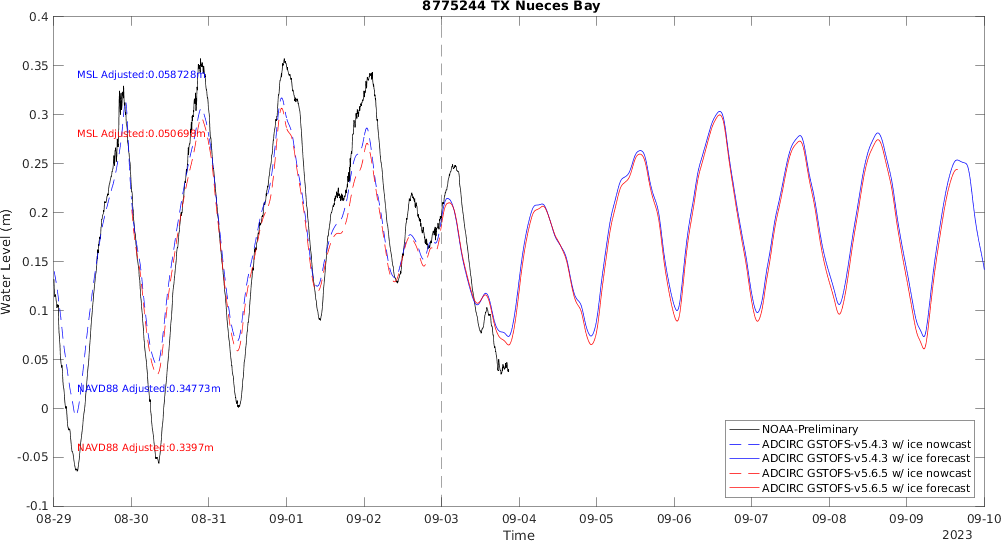 8775244 TX Nueces Bay
0.4
0.35
0.3
0.25
0.2
0.15
0.1
0.05
0
-0.05
-0.1
Water Level (m)
MSL Adjusted:0.058728m
MSL Adjusted:0.050698m
NAVD88 Adjusted:0.34773m
NAVD88 Adjusted:0.3397m
NOAA-Preliminary
ADCIRC GSTOFS-v5.4.3 w/ ice nowcast
ADCIRC GSTOFS-v5.4.3 w/ ice forecast
ADCIRC GSTOFS-v5.6.5 w/ ice nowcast
ADCIRC GSTOFS-v5.6.5 w/ ice forecast
08-29 08-30 08-31 09-01 09-02 09-03 09-04 09-05 09-06 09-07 09-08 09-09 09-10
Time
2023